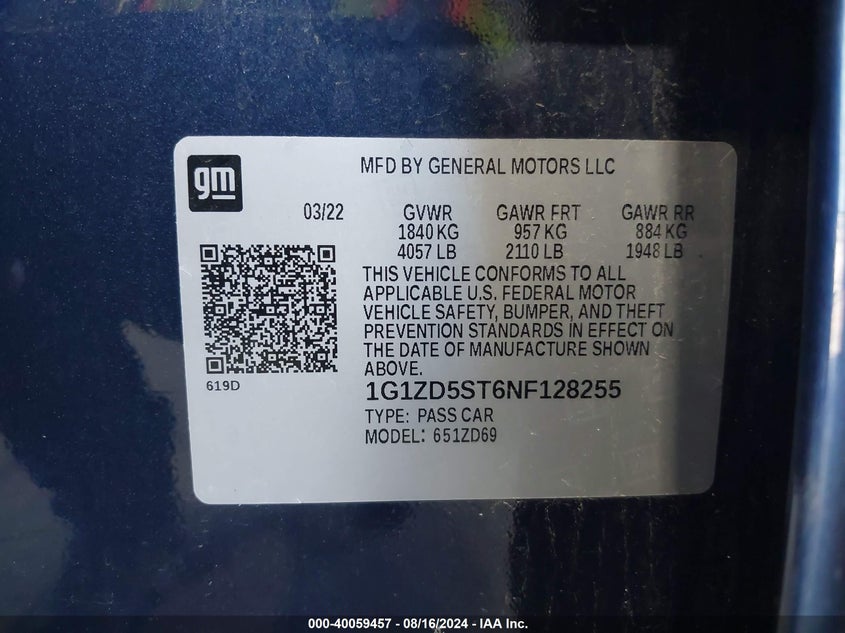 gm
MFD BY GENERAL MOTORS LLC
03/22 GVWR GAWR FRT GAWR RR
1840 KG 957 KG 884 KG
4057 LB 2110 LB 1948 LB
THIS VEHICLE CONFORMS TO ALL
APPLICABLE U.S. FEDERAL MOTOR
VEHICLE SAFETY, BUMPER, AND THEFT
PREVENTION STANDARDS IN EFFECT ON
THE DATE OF MANUFACTURE SHOWN
ABOVE.
619D
1G1ZD5ST6NF128255
TYPE: PASS CAR
MODEL: 651ZD69
000-40059457 - 08/16/2024 - IAA Inc.